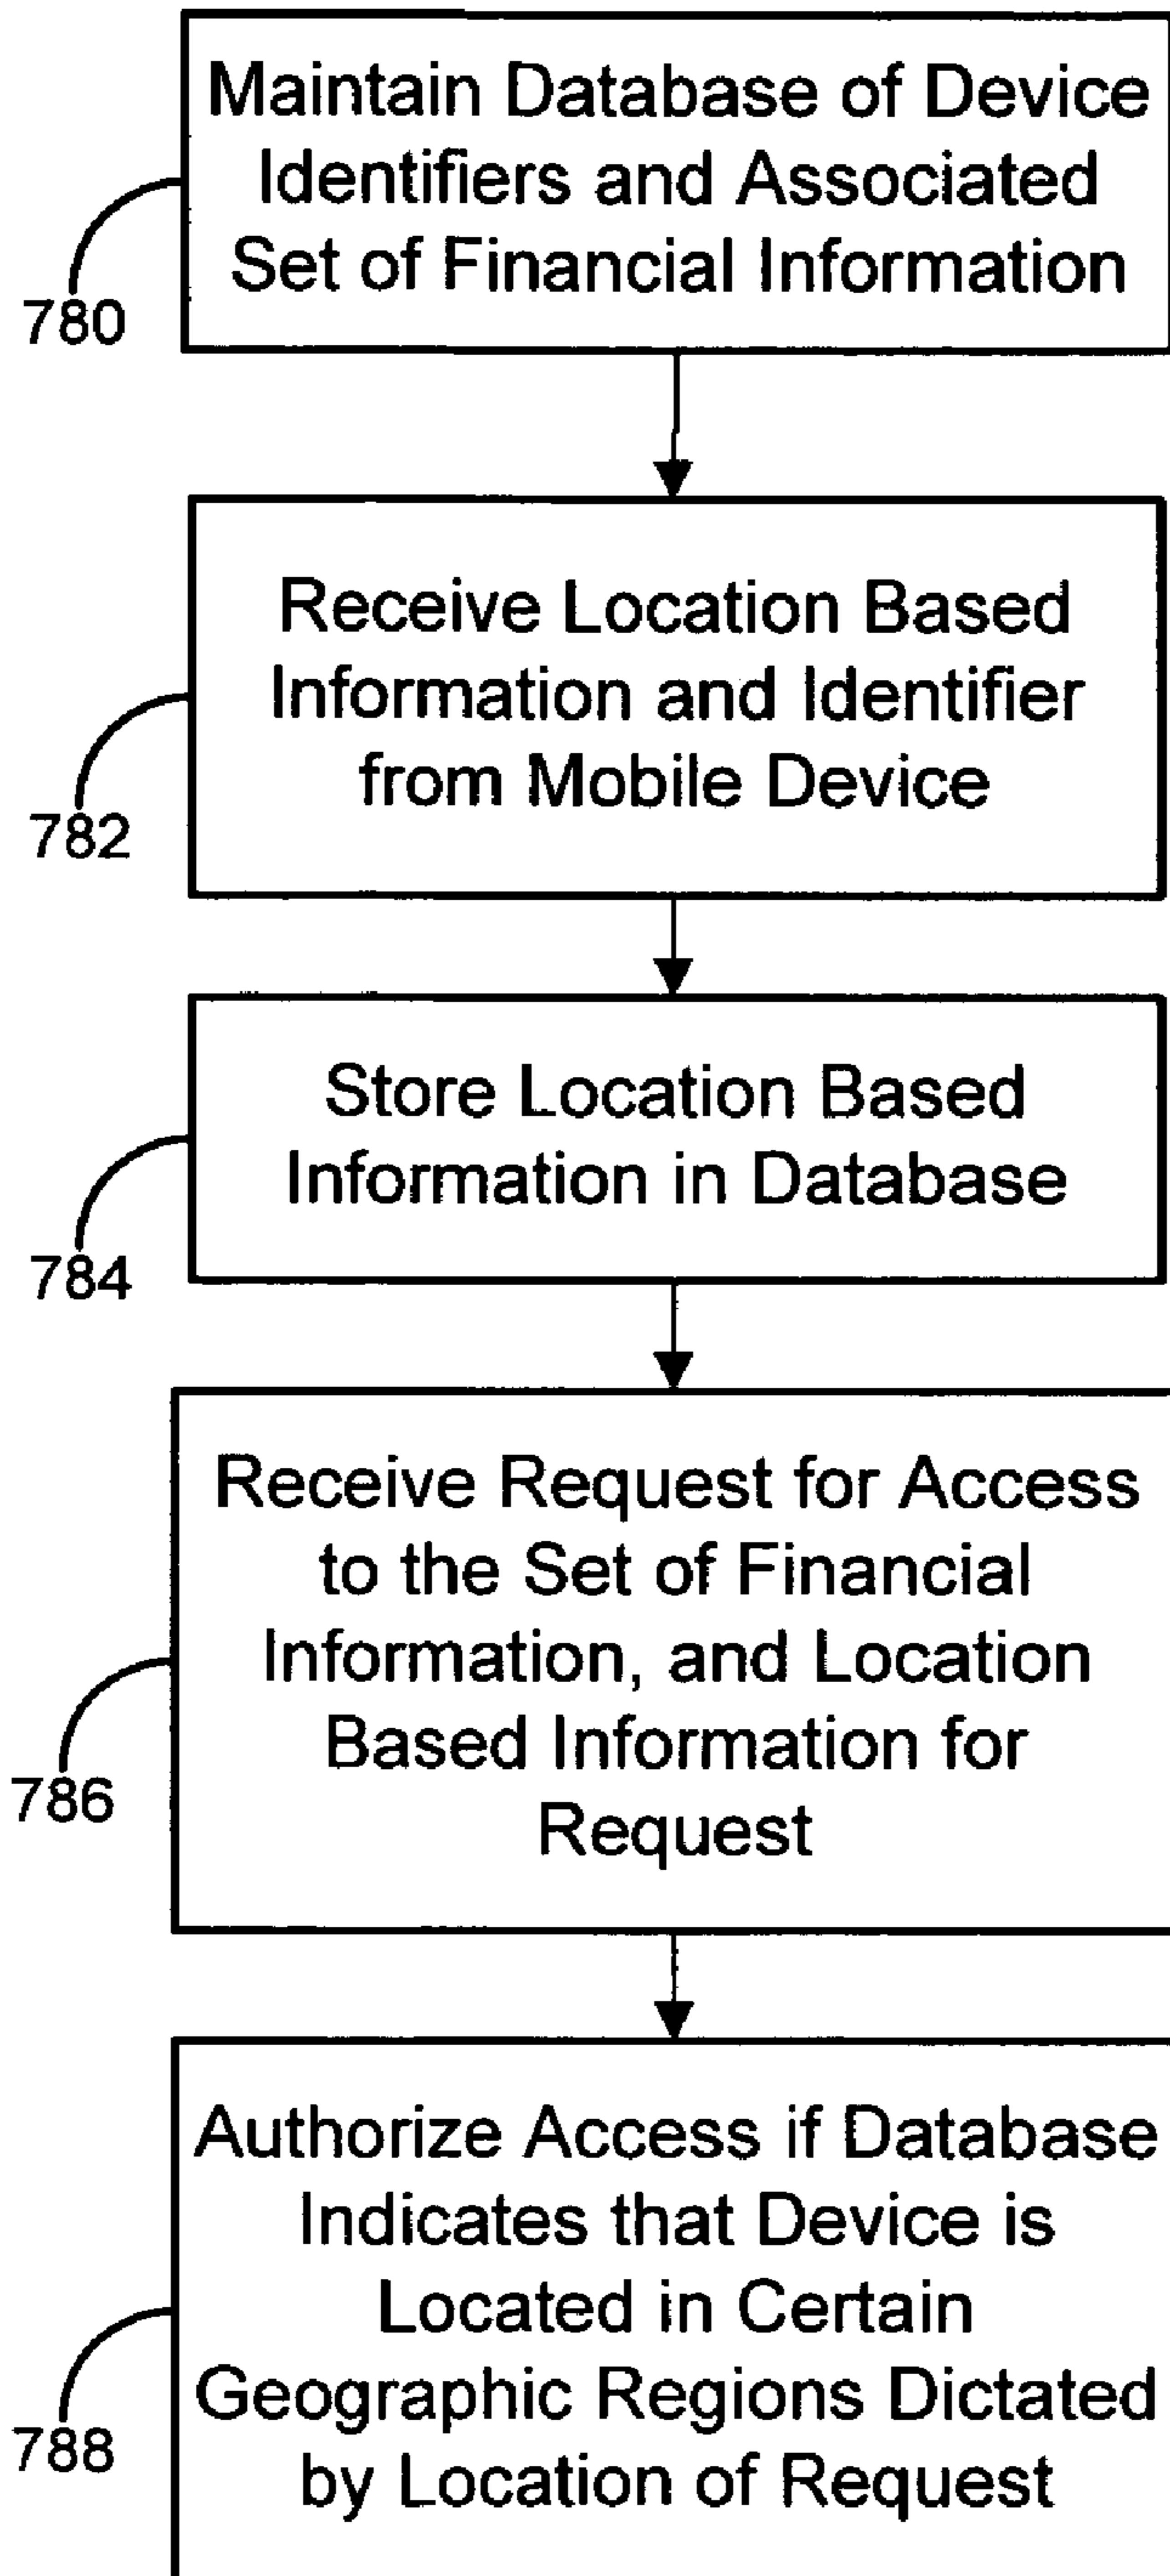 Maintain Database of Device
Identifiers and Associated
Set of Financial Information
780
Receive Location Based
Information and Identifier
from Mobile Device
782
Store Location Based
Information in Database
784
Receive Request for Access
to the Set of Financial
Information, and Location
Based Information for
Request
786
Authorize Access if Database
Indicates that Device is
Located in Certain
Geographic Regions Dictated
by Location of Request
788